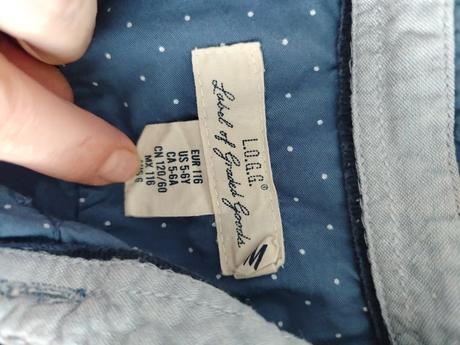 L.O.G.G.®
Label of Graded Goods
M
EUR 116
US 5-6Y
CA 5-6A
CN 120/60
MX 116